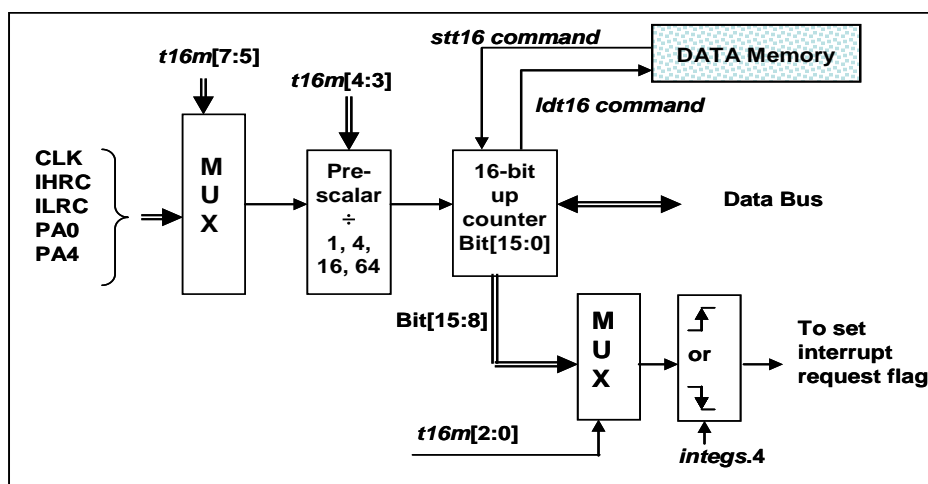 stt16 command
DATA Memory
t16m[7:5]
t16m[4:3]
ldt16 command
CLK
IHRC
ILRC
PA0
PA4
M
U
X
Pre-
scalar
÷
1, 4,
16, 64
16-bit
up
counter
Bit[15:0]
Data Bus
Bit[15:8]
M
U
X
or
To set
interrupt
request flag
t16m[2:0]
integs.4